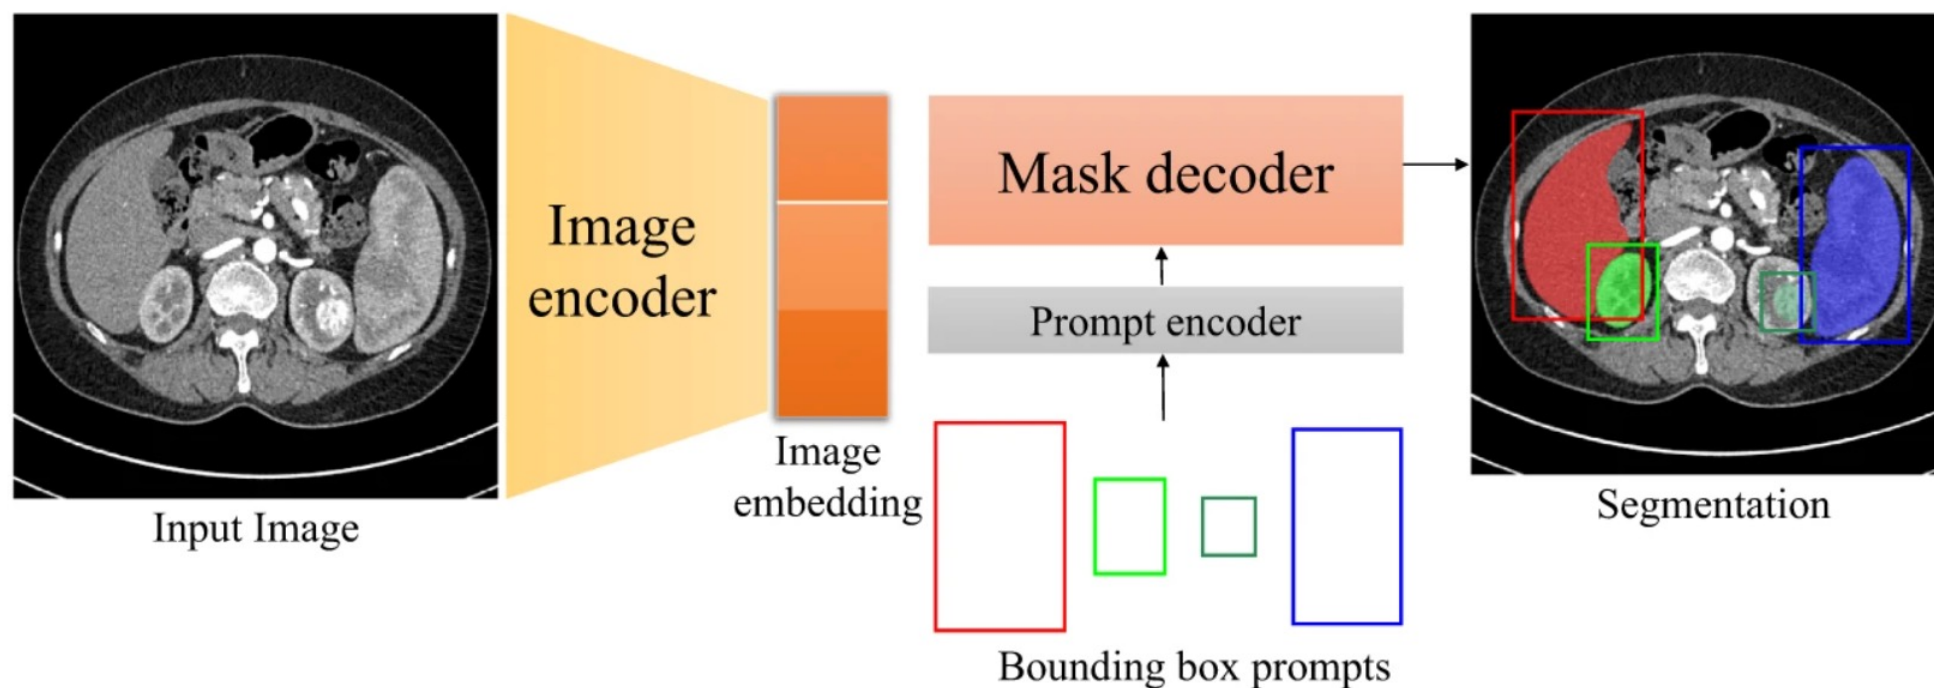 Image
encoder
Mask decoder
Prompt encoder
Image
embedding
Input Image
Segmentation
Bounding box prompts